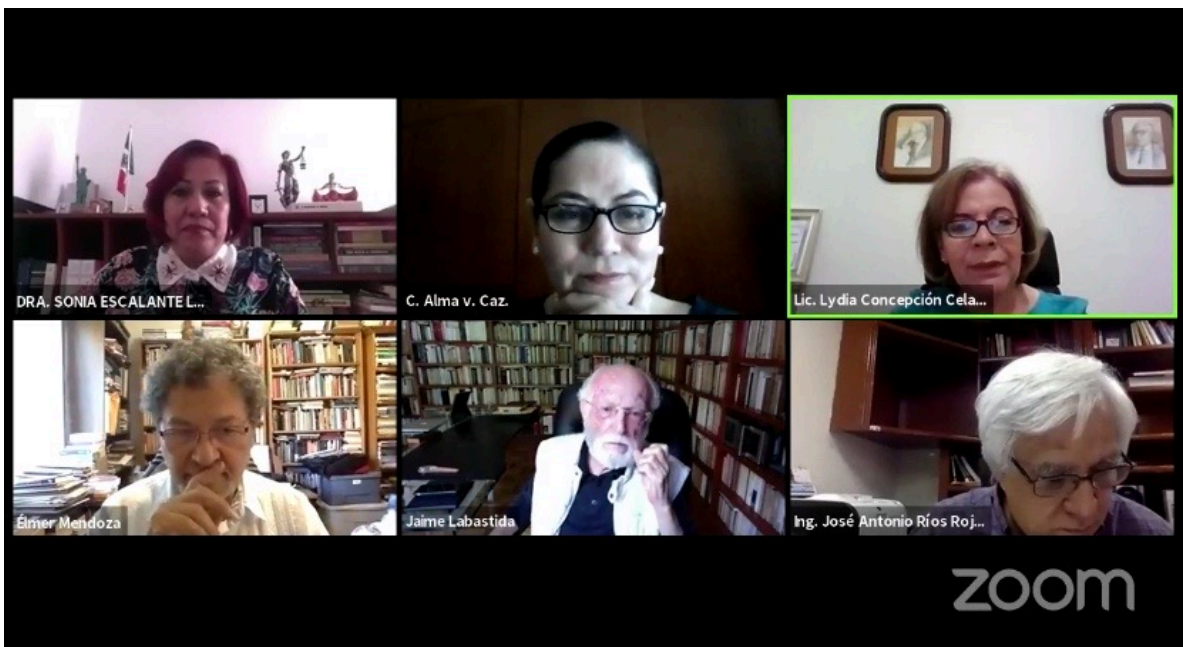 DRA. SONIA ESCALANTE L...
C. Alma v. Caz.
Lic. Lydia Concepción Cela...
Élmer Mendoza
Jaime Labastida
Ing. José Antonio Ríos Roj...
zoom